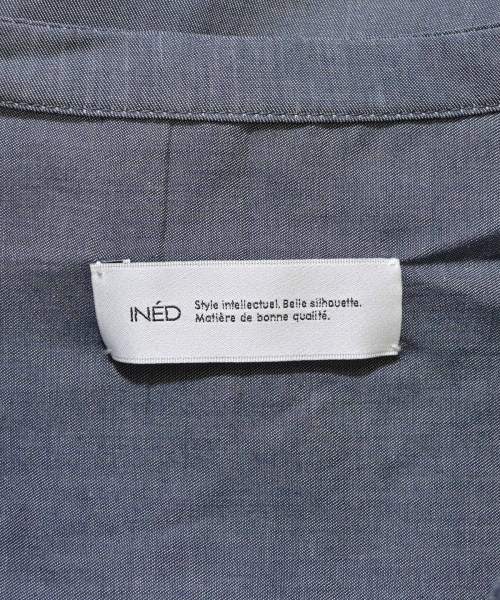 INÉD
Style intellectuel. Belle silhouette.
Matière de bonne qualité.